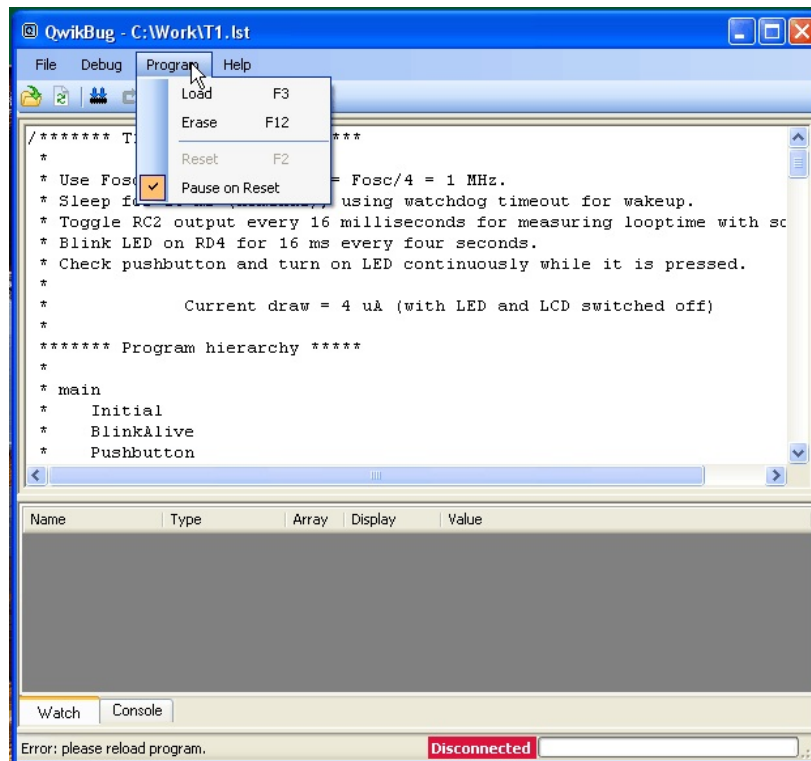 QwikBug - C:\Work\T1.lst
File Debug Program Help
Load F3
Erase F12
Reset F2
Pause on Reset
/******* T ***
*
* Use Fosc = Fosc/4 = 1 MHz.
* Sleep using watchdog timeout for wakeup.
* Toggle RC2 output every 16 milliseconds for measuring looptime with sc
* Blink LED on RD4 for 16 ms every four seconds.
* Check pushbutton and turn on LED continuously while it is pressed.
*
* Current draw = 4 uA (with LED and LCD switched off)
*
******* Program hierarchy *****
*
* main
* Initial
* BlinkAlive
* Pushbutton
Name Type Array Display Value
Watch Console
Error: please reload program. Disconnected